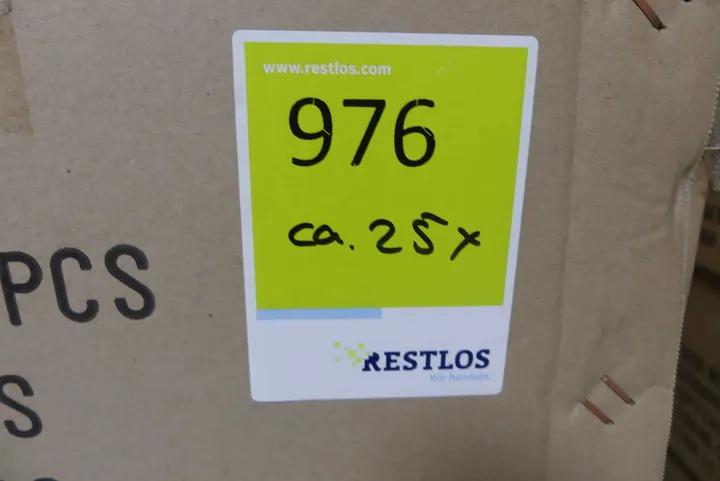 www.restlos.com
976
ca. 25x
PCS
S
RESTLOS
Wir handeln.